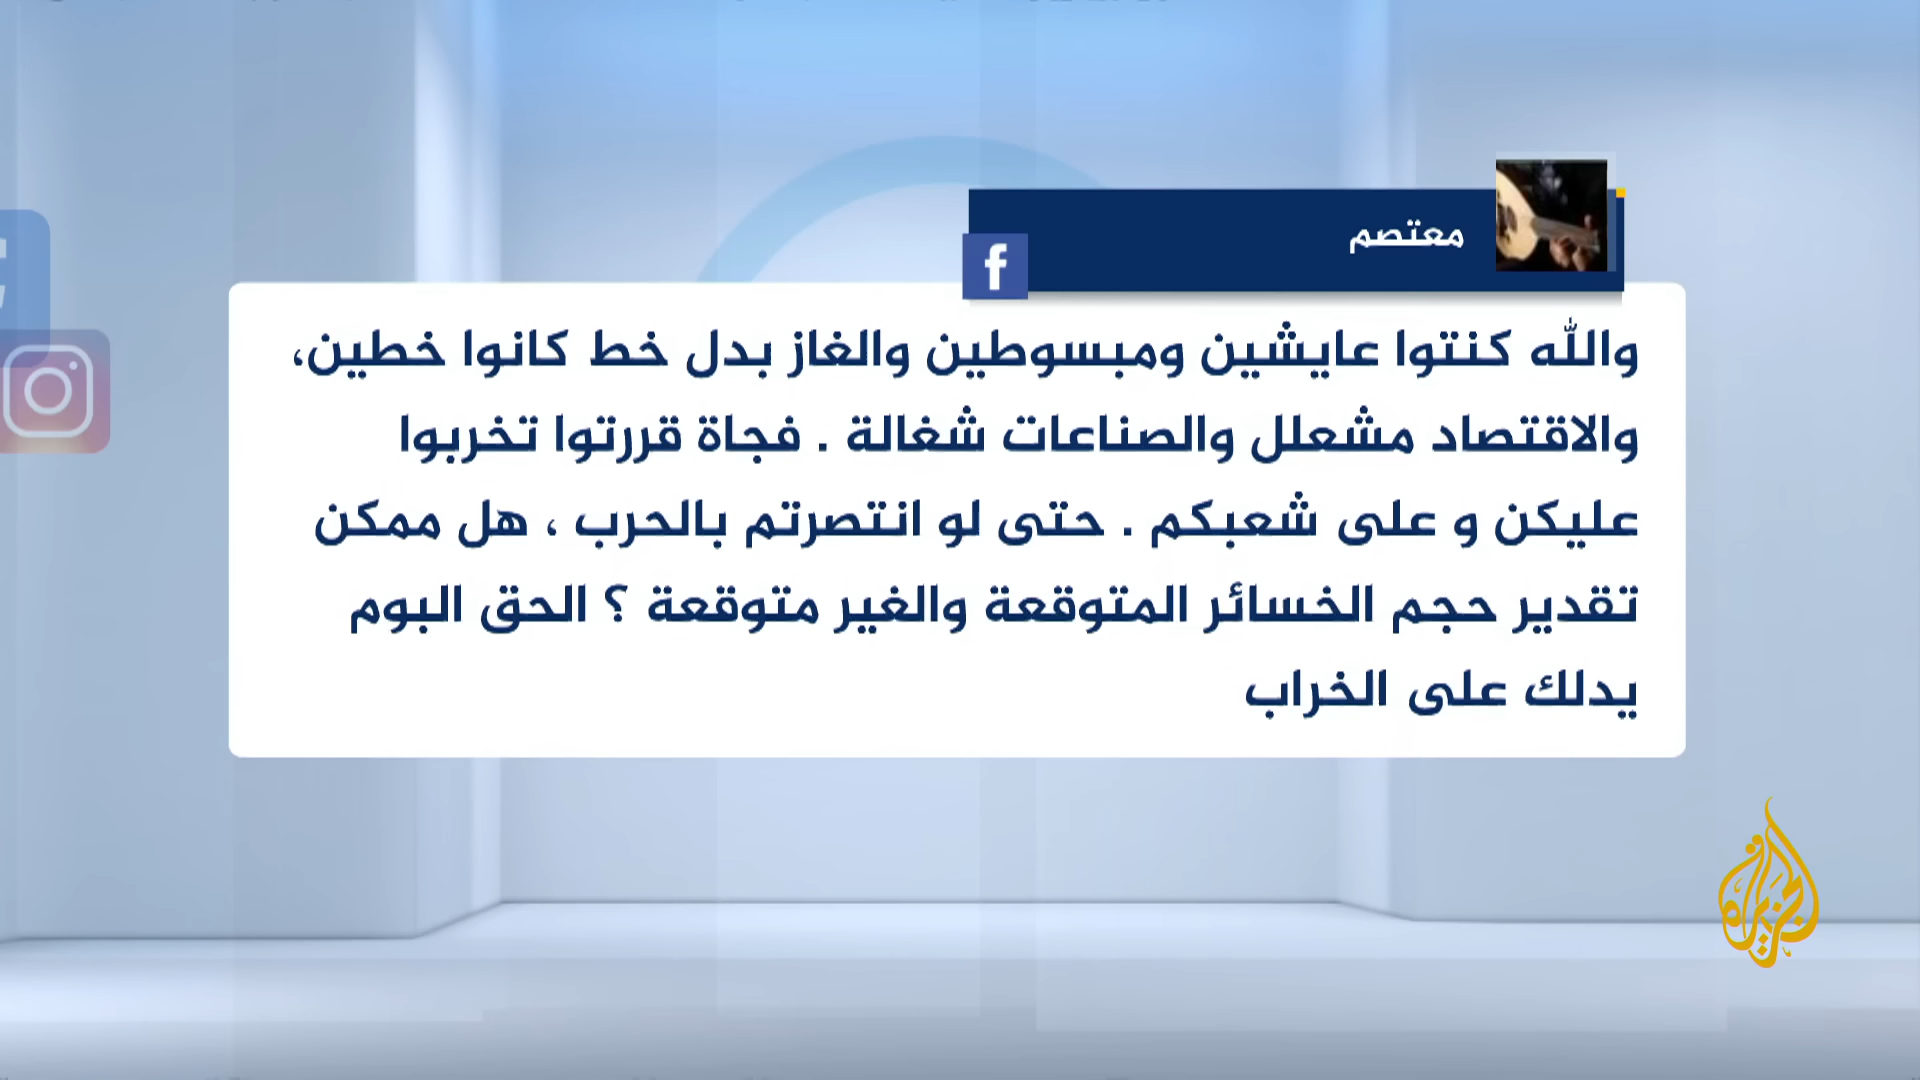 معتصم
والله كنتوا عايشين ومبسوطين والغاز بدل خط كانوا خطين،
والاقتصاد مشعلل والصناعات شغالة . فجاة قررتوا تخربوا
عليكن و على شعبكم . حتى لو انتصرتم بالحرب ، هل ممكن
تقدير حجم الخسائر المتوقعة والغير متوقعة ؟ الحق البوم
يدلك على الخراب
الجزيرة